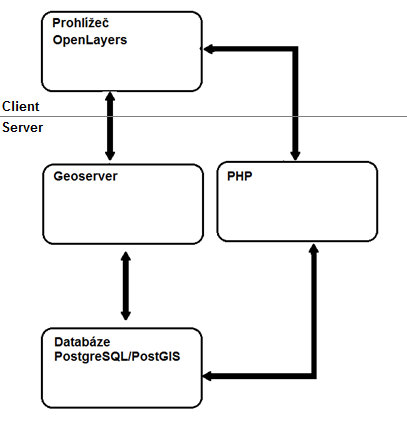 Prohlížeč
OpenLayers
Client
Server
Geoserver
PHP
Databáze
PostgreSQL/PostGIS